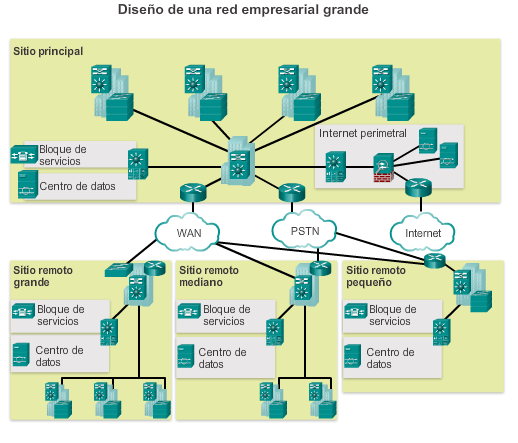 Diseño de una red empresarial grande
Sitio principal
Internet perimetral
Bloque de
servicios
Centro de datos
WAN
PSTN
Internet
Sitio remoto
grande
Bloque de
servicios
Centro de
datos
Sitio remoto
mediano
Bloque de
servicios
Centro de
datos
Sitio remoto
pequeño
Bloque de
servicios
Centro de
datos